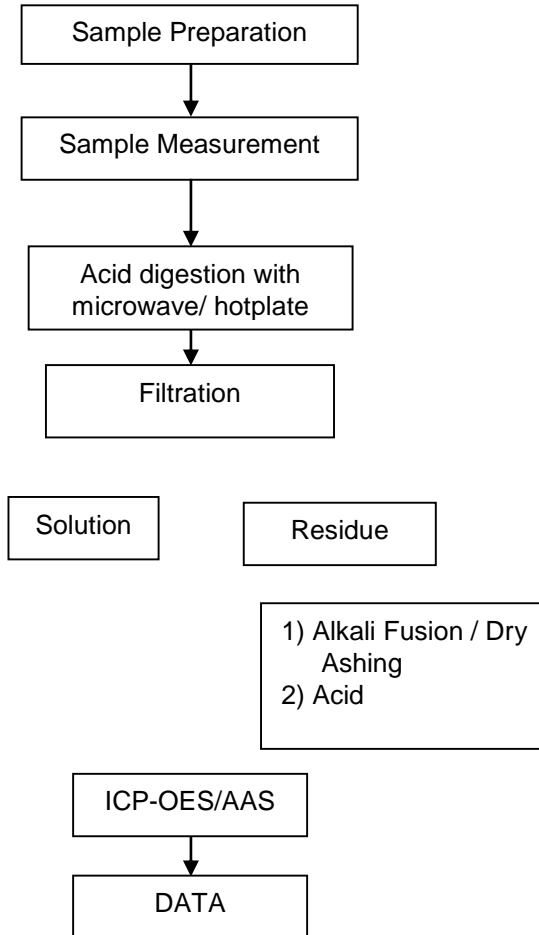 Sample Preparation
Sample Measurement
Acid digestion with
microwave/ hotplate
Filtration
Solution
Residue
1) Alkali Fusion / Dry
Ashing
2) Acid
ICP-OES/AAS
DATA